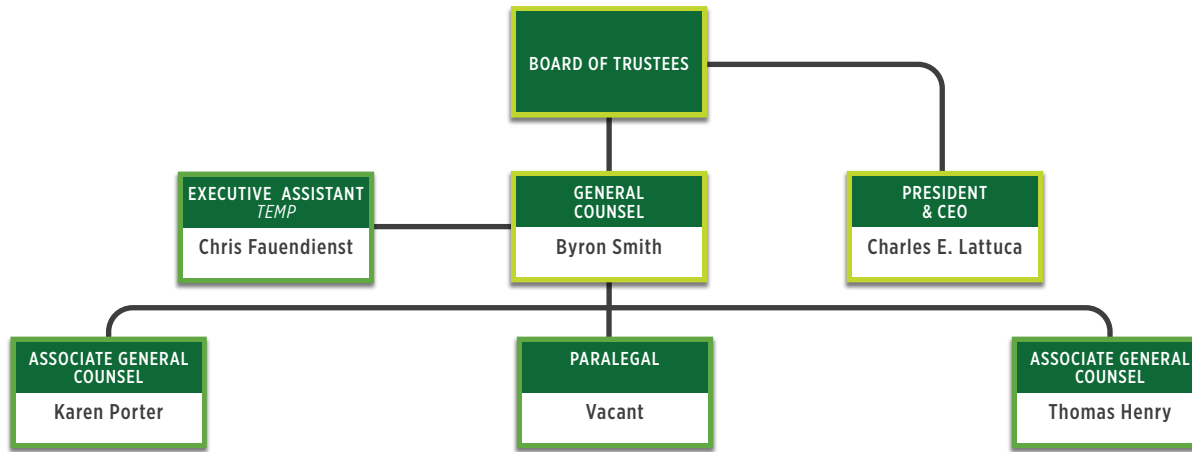 BOARD OF TRUSTEES
EXECUTIVE ASSISTANT
TEMP
Chris Fauendienst
GENERAL
COUNSEL
Byron Smith
PRESIDENT
& CEO
Charles E. Lattuca
ASSOCIATE GENERAL
COUNSEL
Karen Porter
PARALEGAL
Vacant
ASSOCIATE GENERAL
COUNSEL
Thomas Henry